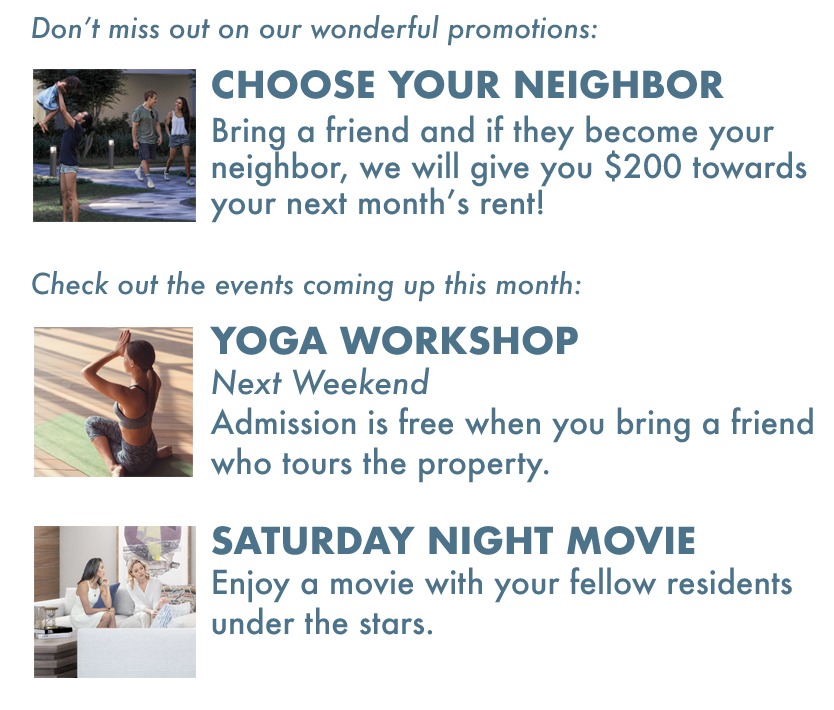 Don’t miss out on our wonderful promotions:
CHOOSE YOUR NEIGHBOR
Bring a friend and if they become your
neighbor, we will give you $200 towards
your next month’s rent!
Check out the events coming up this month:
YOGA WORKSHOP
Next Weekend
Admission is free when you bring a friend
who tours the property.
SATURDAY NIGHT MOVIE
Enjoy a movie with your fellow residents
under the stars.